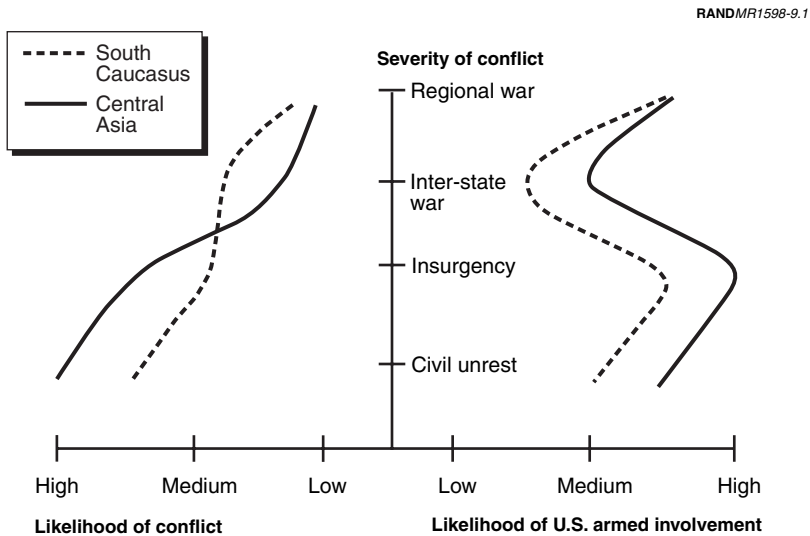 RANDMR1598-9.1
South
Caucasus
Central
Asia
Severity of conflict
Regional war
Inter-state
war
Insurgency
Civil unrest
High Medium Low Low Medium High
Likelihood of conflict Likelihood of U.S. armed involvement